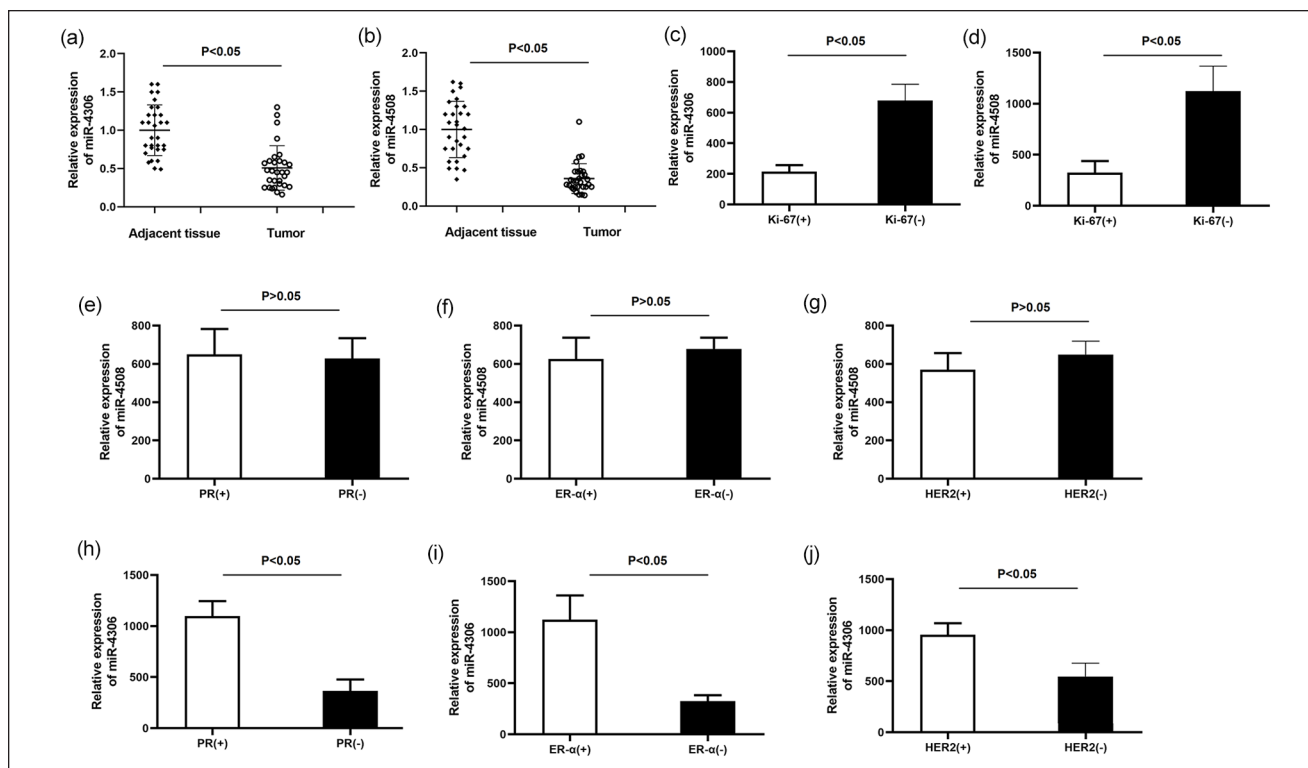 (a)
P<0.05
Relative expression
of miR-4306
2.0
1.5
1.0
0.5
0.0
Adjacent tissue
Tumor
(b)
P<0.05
Relative expression
of miR-4508
2.0
1.5
1.0
0.5
0.0
Adjacent tissue
Tumor
(c)
P<0.05
Relative expression
of miR-4306
1000
800
600
400
200
0
Ki-67(+)
Ki-67(-)
(d)
P<0.05
Relative expression
of miR-4508
1500
1000
500
0
Ki-67(+)
Ki-67(-)
(e)
P>0.05
Relative expression
of miR-4508
800
600
400
200
0
PR(+)
PR(-)
(f)
P>0.05
Relative expression
of miR-4508
800
600
400
200
0
ER-α(+)
ER-α(-)
(g)
P>0.05
Relative expression
of miR-4508
800
600
400
200
0
HER2(+)
HER2(-)
(h)
P<0.05
Relative expression
of miR-4306
1500
1000
500
0
PR(+)
PR(-)
(i)
P<0.05
Relative expression
of miR-4306
1500
1000
500
0
ER-α(+)
ER-α(-)
(j)
P<0.05
Relative expression
of miR-4306
1500
1000
500
0
HER2(+)
HER2(-)